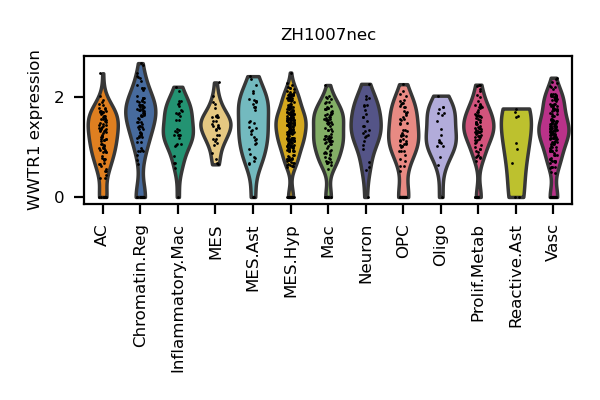 ZH1007nec
WWTR1 expression
2
0
AC
Chromatin.Reg
Inflammatory.Mac
MES
MES.Ast
MES.Hyp
Mac
Neuron
OPC
Oligo
Prolif.Metab
Reactive.Ast
Vasc